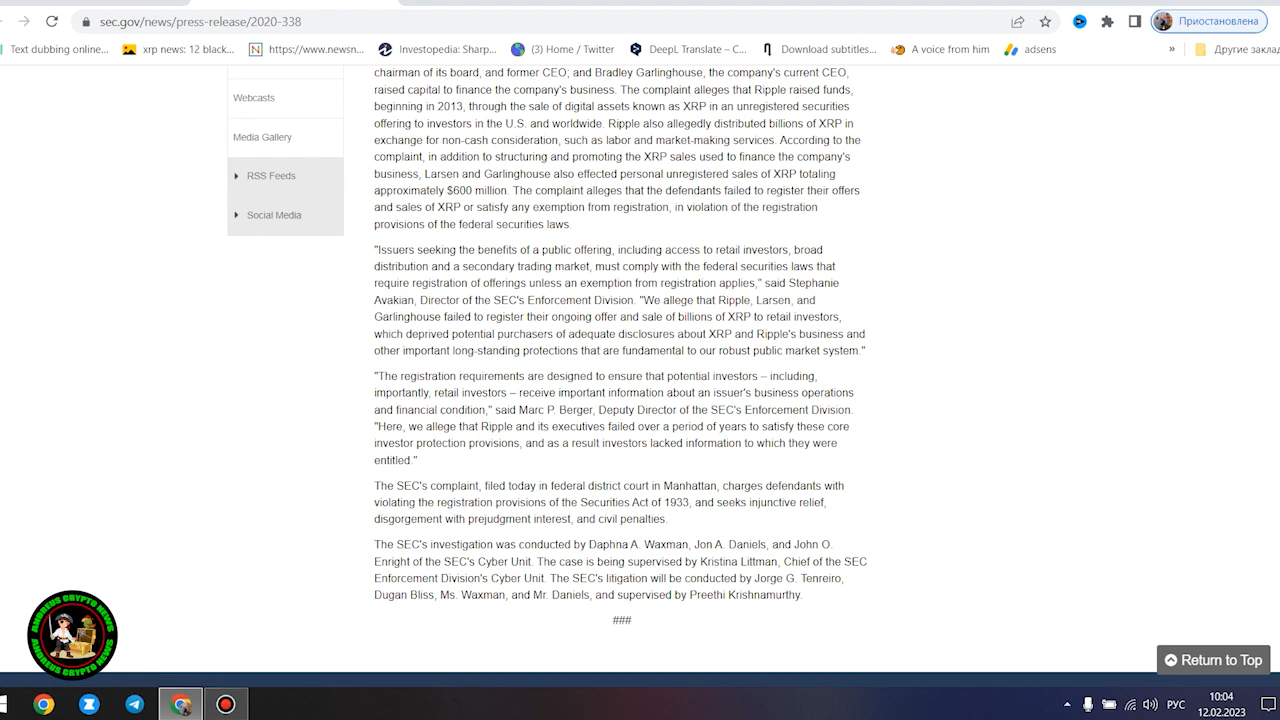 sec.gov/news/press-release/2020-338
Приостановлена
Text dubbing online...
xrp news: 12 black...
https://www.newsn...
Investopedia: Sharp...
(3) Home / Twitter
DeepL Translate – C...
Download subtitles...
A voice from him
adsens
»
Другие закла
Webcasts
Media Gallery
RSS Feeds
Social Media
chairman of its board, and former CEO; and Bradley Garlinghouse, the company's current CEO,
raised capital to finance the company's business. The complaint alleges that Ripple raised funds,
beginning in 2013, through the sale of digital assets known as XRP in an unregistered securities
offering to investors in the U.S. and worldwide. Ripple also allegedly distributed billions of XRP in
exchange for non-cash consideration, such as labor and market-making services. According to the
complaint, in addition to structuring and promoting the XRP sales used to finance the company's
business, Larsen and Garlinghouse also effected personal unregistered sales of XRP totaling
approximately $600 million. The complaint alleges that the defendants failed to register their offers
and sales of XRP or satisfy any exemption from registration, in violation of the registration
provisions of the federal securities laws.
"Issuers seeking the benefits of a public offering, including access to retail investors, broad
distribution and a secondary trading market, must comply with the federal securities laws that
require registration of offerings unless an exemption from registration applies," said Stephanie
Avakian, Director of the SEC's Enforcement Division. "We allege that Ripple, Larsen, and
Garlinghouse failed to register their ongoing offer and sale of billions of XRP to retail investors,
which deprived potential purchasers of adequate disclosures about XRP and Ripple's business and
other important long-standing protections that are fundamental to our robust public market system."
"The registration requirements are designed to ensure that potential investors – including,
importantly, retail investors – receive important information about an issuer's business operations
and financial condition," said Marc P. Berger, Deputy Director of the SEC's Enforcement Division.
"Here, we allege that Ripple and its executives failed over a period of years to satisfy these core
investor protection provisions, and as a result investors lacked information to which they were
entitled."
The SEC's complaint, filed today in federal district court in Manhattan, charges defendants with
violating the registration provisions of the Securities Act of 1933, and seeks injunctive relief,
disgorgement with prejudgment interest, and civil penalties.
The SEC's investigation was conducted by Daphna A. Waxman, Jon A. Daniels, and John O.
Enright of the SEC's Cyber Unit. The case is being supervised by Kristina Littman, Chief of the SEC
Enforcement Division's Cyber Unit. The SEC's litigation will be conducted by Jorge G. Tenreiro,
Dugan Bliss, Ms. Waxman, and Mr. Daniels, and supervised by Preethi Krishnamurthy.
###
ANDREUS CRYPTO NEWS
ANDREUS CRYPTO NEWS
Return to Top
РУС
10:04
12.02.2023